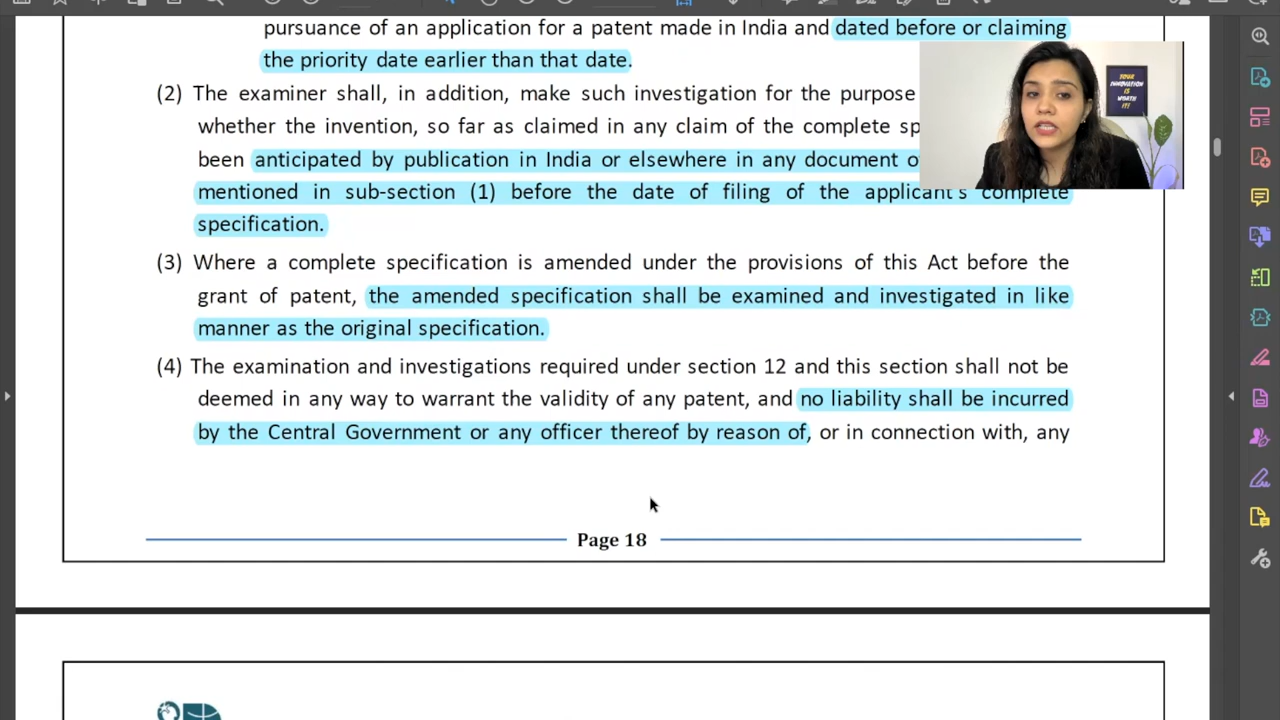 pursuance of an application for a patent made in India and dated before or claiming
the priority date earlier than that date.
(2) The examiner shall, in addition, make such investigation for the purpose
whether the invention, so far as claimed in any claim of the complete
been anticipated by publication in India or elsewhere in any document
mentioned in sub-section (1) before the date of filing of the applicant's complete
specification.
(3) Where a complete specification is amended under the provisions of this Act before the
grant of patent, the amended specification shall be examined and investigated in like
manner as the original specification.
(4) The examination and investigations required under section 12 and this section shall not be
deemed in any way to warrant the validity of any patent, and no liability shall be incurred
by the Central Government or any officer thereof by reason of, or in connection with, any
Page 18
YOUR
INNOVATION
IS
WORTH
IT!